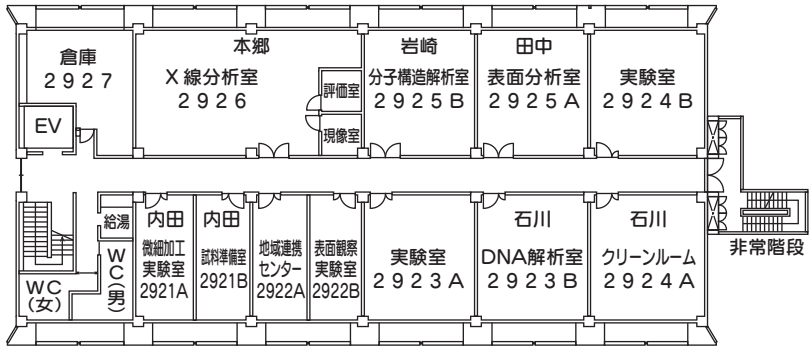 倉庫
２９２７
本郷
Ｘ線分析室
２９２６
評価室
現像室
岩崎
分子構造解析室
２９２５Ｂ
田中
表面分析室
２９２５Ａ
実験室
２９２４Ｂ
EV
給湯
WC(女)
WC(男)
内田
微細加工
実験室
2921A
内田
試料準備室
2921B
地域連携
センター
2922A
表面観察
実験室
2922B
実験室
２９２３Ａ
石川
DNA解析室
２９２３Ｂ
石川
クリーンルーム
２９２４Ａ
非常階段